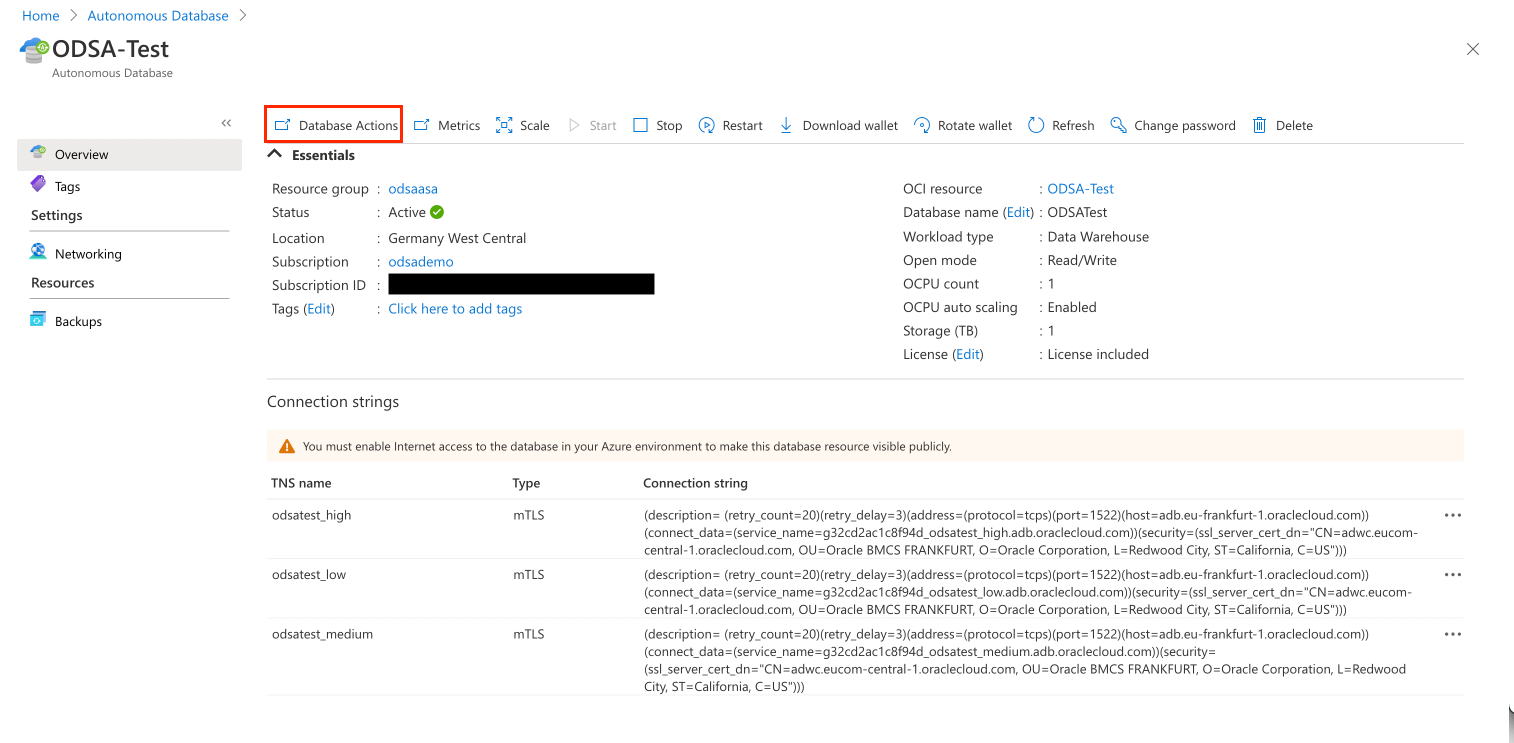 Home > Autonomous Database >
ODSA-Test
Autonomous Database
«
Overview
Tags
Settings
Networking
Resources
Backups
Database Actions Metrics Scale Start Stop Restart Download wallet Rotate wallet Refresh Change password Delete
Essentials
Resource group : odsaasa
Status : Active
Location : Germany West Central
Subscription : odsademo
Subscription ID :
Tags (Edit) : Click here to add tags
OCI resource : ODSA-Test
Database name (Edit) : ODSATest
Workload type : Data Warehouse
Open mode : Read/Write
OCPU count : 1
OCPU auto scaling : Enabled
Storage (TB) : 1
License (Edit) : License included
Connection strings
You must enable Internet access to the database in your Azure environment to make this database resource visible publicly.
TNS name Type Connection string
odsatest_high mTLS (description= (retry_count=20)(retry_delay=3)(address=(protocol=tcps)(port=1522)(host=adb.eu-frankfurt-1.oraclecloud.com))
(connect_data=(service_name=g32cd2ac1c8f94d_odsatest_high.adb.oraclecloud.com))(security=(ssl_server_cert_dn="CN=adwc.eucom-
central-1.oraclecloud.com, OU=Oracle BMCS FRANKFURT, O=Oracle Corporation, L=Redwood City, ST=California, C=US")))
odsatest_low mTLS (description= (retry_count=20)(retry_delay=3)(address=(protocol=tcps)(port=1522)(host=adb.eu-frankfurt-1.oraclecloud.com))
(connect_data=(service_name=g32cd2ac1c8f94d_odsatest_low.adb.oraclecloud.com))(security=(ssl_server_cert_dn="CN=adwc.eucom-
central-1.oraclecloud.com, OU=Oracle BMCS FRANKFURT, O=Oracle Corporation, L=Redwood City, ST=California, C=US")))
odsatest_medium mTLS (description= (retry_count=20)(retry_delay=3)(address=(protocol=tcps)(port=1522)(host=adb.eu-frankfurt-1.oraclecloud.com))
(connect_data=(service_name=g32cd2ac1c8f94d_odsatest_medium.adb.oraclecloud.com))(security=
(ssl_server_cert_dn="CN=adwc.eucom-central-1.oraclecloud.com, OU=Oracle BMCS FRANKFURT, O=Oracle Corporation, L=Redwood
City, ST=California, C=US")))